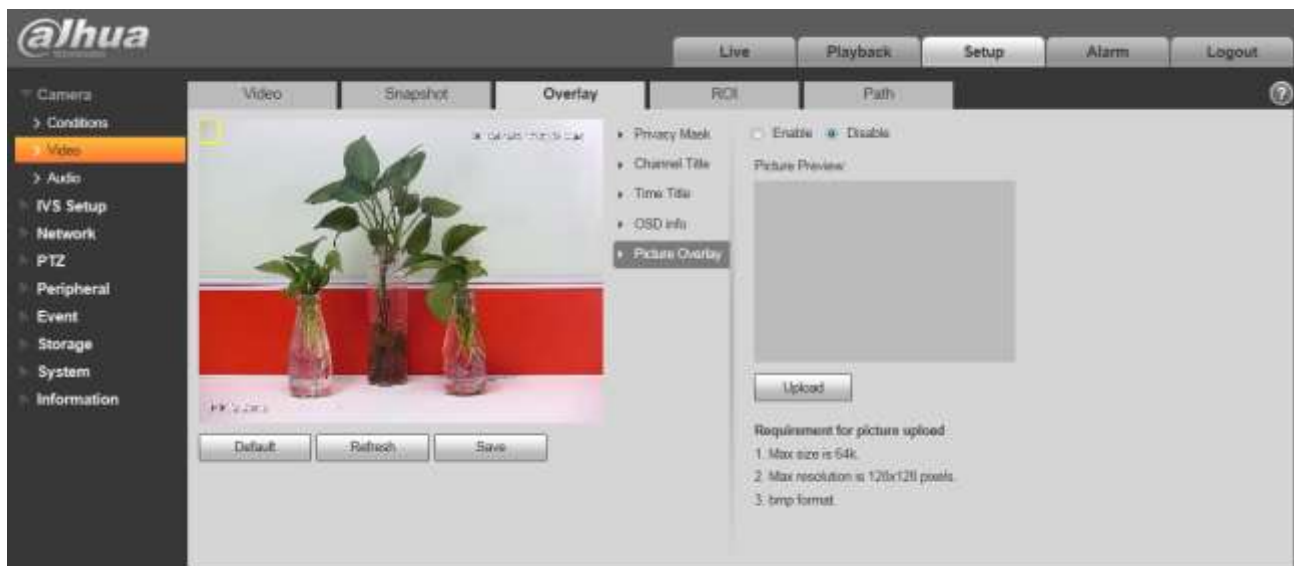 alhua
Live Playback Setup Alarm Logout
Camera Video Snapshot Overlay ROI Path
Conditions
Video
Audio
IVS Setup
Network
PTZ
Peripheral
Event
Storage
System
Information
Privacy Mask
Channel Title
Time Title
OSD info
Picture Overlay
Enable Disable
Picture Preview:
Upload
Default Refresh Save
Requirement for picture upload
1. Max size is 64k.
2. Max resolution is 128x128 pixels.
3. bmp format.